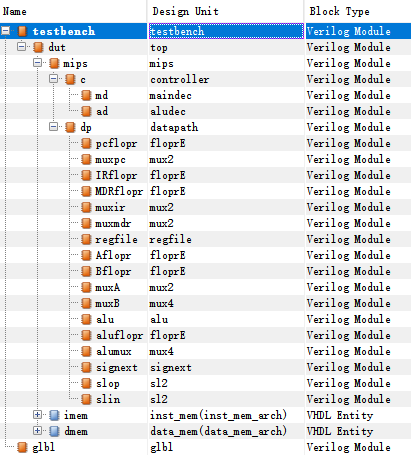 Name Design Unit Block Type
testbench testbench Verilog Module
dut top Verilog Module
mips mips Verilog Module
c controller Verilog Module
md maindec Verilog Module
ad aludec Verilog Module
dp datapath Verilog Module
pcflopr floprE Verilog Module
muxpc mux2 Verilog Module
IRflopr floprE Verilog Module
MDRflopr floprE Verilog Module
muxir mux2 Verilog Module
muxmdr mux2 Verilog Module
regfile regfile Verilog Module
Aflopr floprE Verilog Module
Bflopr floprE Verilog Module
muxA mux2 Verilog Module
muxB mux4 Verilog Module
alu alu Verilog Module
aluflopr floprE Verilog Module
alumux mux4 Verilog Module
signext signext Verilog Module
slop sl2 Verilog Module
slin sl2 Verilog Module
imem inst_mem(inst_mem_arch) VHDL Entity
dmem data_mem(data_mem_arch) VHDL Entity
glbl glbl Verilog Module